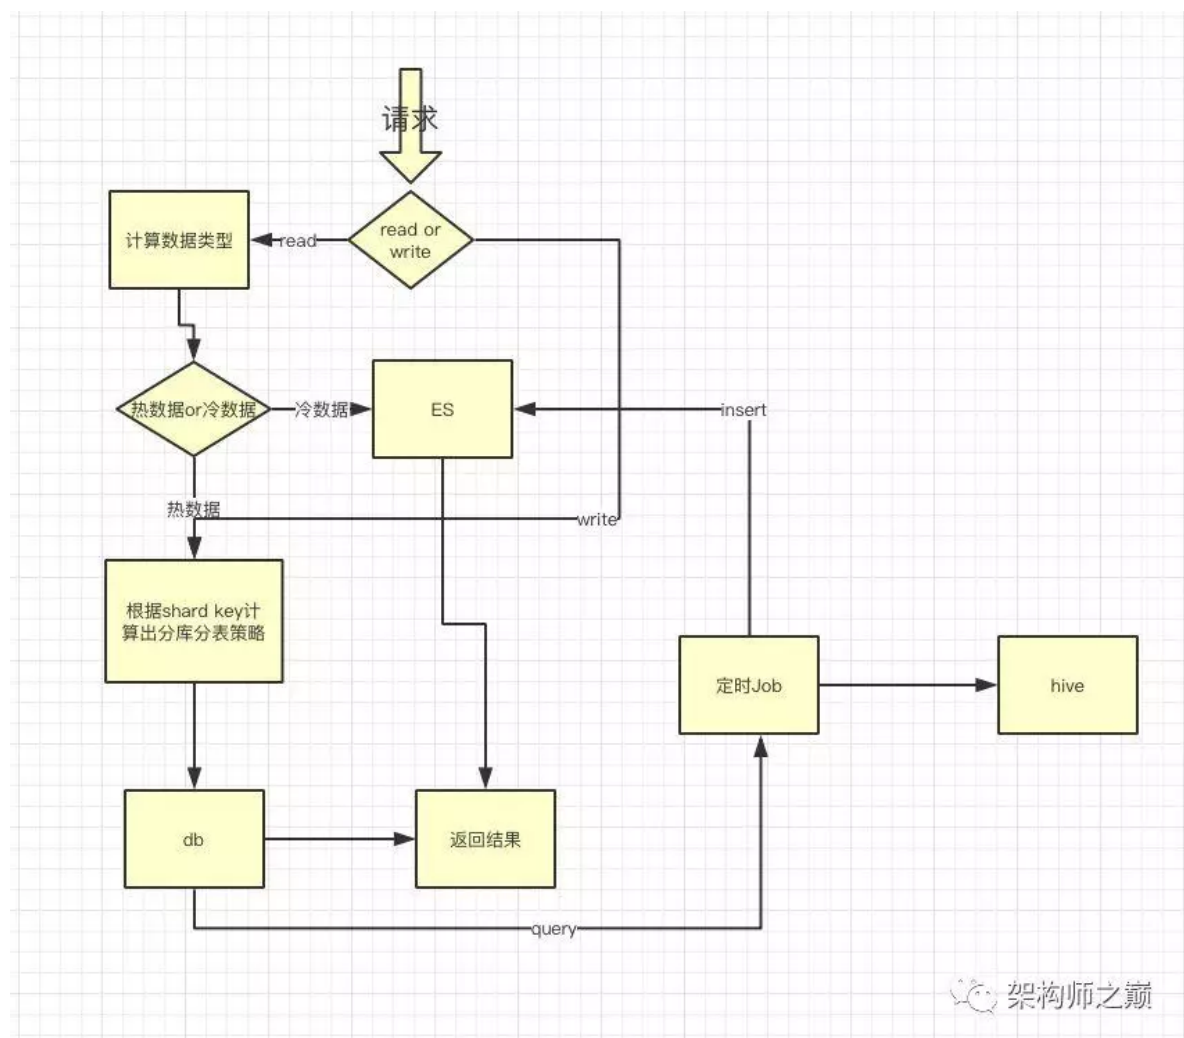 请求
read or
write
read
计算数据类型
热数据or冷数据
冷数据
ES
insert
热数据
write
根据shard key计
算出分库分表策略
定时Job
hive
db
返回结果
query
架构师之巅